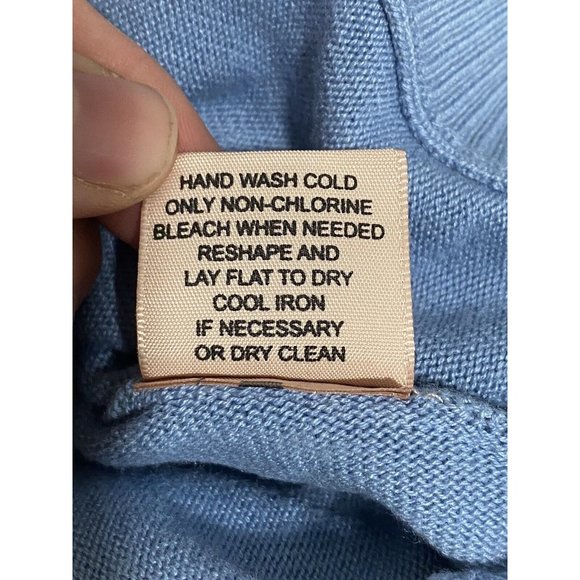 HAND WASH COLD
ONLY NON-CHLORINE
BLEACH WHEN NEEDED
RESHAPE AND
LAY FLAT TO DRY
COOL IRON
IF NECESSARY
OR DRY CLEAN